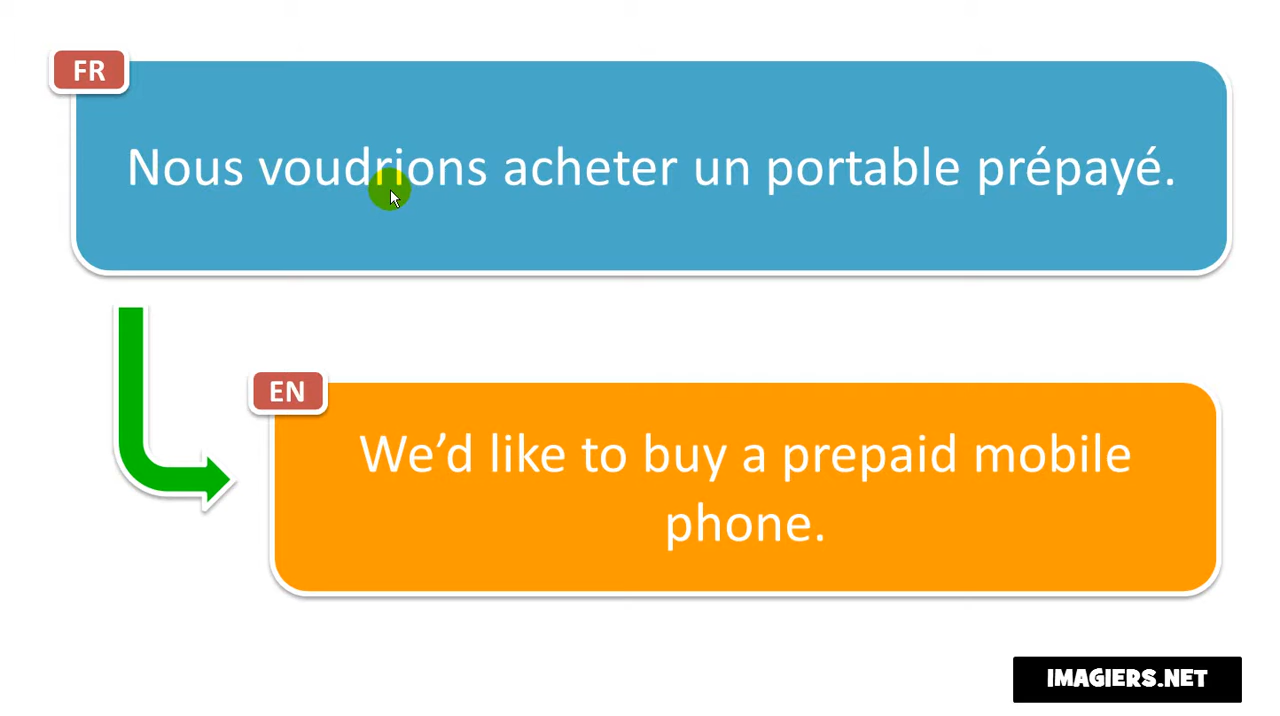 FR
Nous voudrions acheter un portable prépayé.
EN
We’d like to buy a prepaid mobile
phone.
IMAGIERS.NET